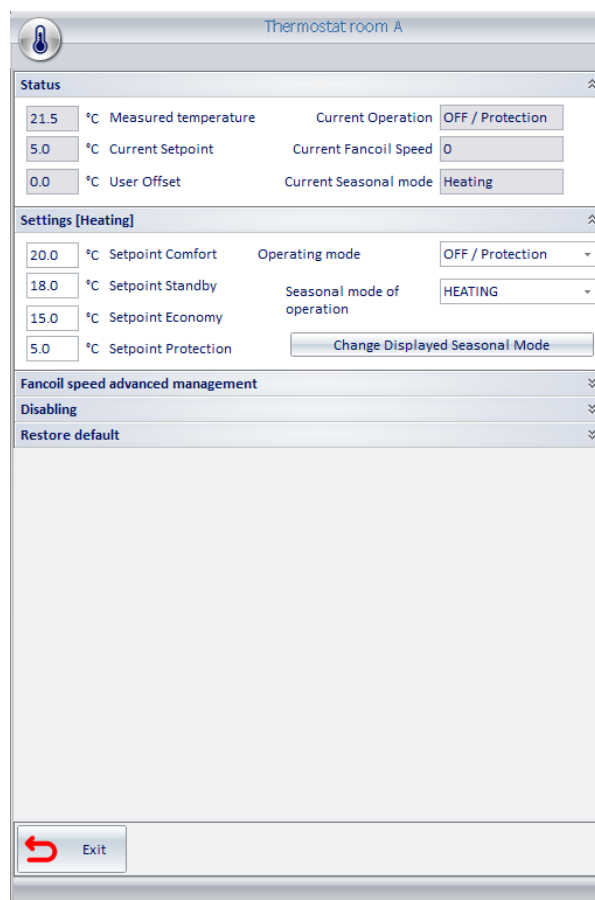 Thermostat room A
Status
21.5 °C Measured temperature Current Operation OFF / Protection
5.0 °C Current Setpoint Current Fancoil Speed 0
0.0 °C User Offset Current Seasonal mode Heating
Settings [Heating]
20.0 °C Setpoint Comfort Operating mode OFF / Protection
18.0 °C Setpoint Standby Seasonal mode of operation HEATING
15.0 °C Setpoint Economy
5.0 °C Setpoint Protection Change Displayed Seasonal Mode
Fancoil speed advanced management
Disabling
Restore default
Exit